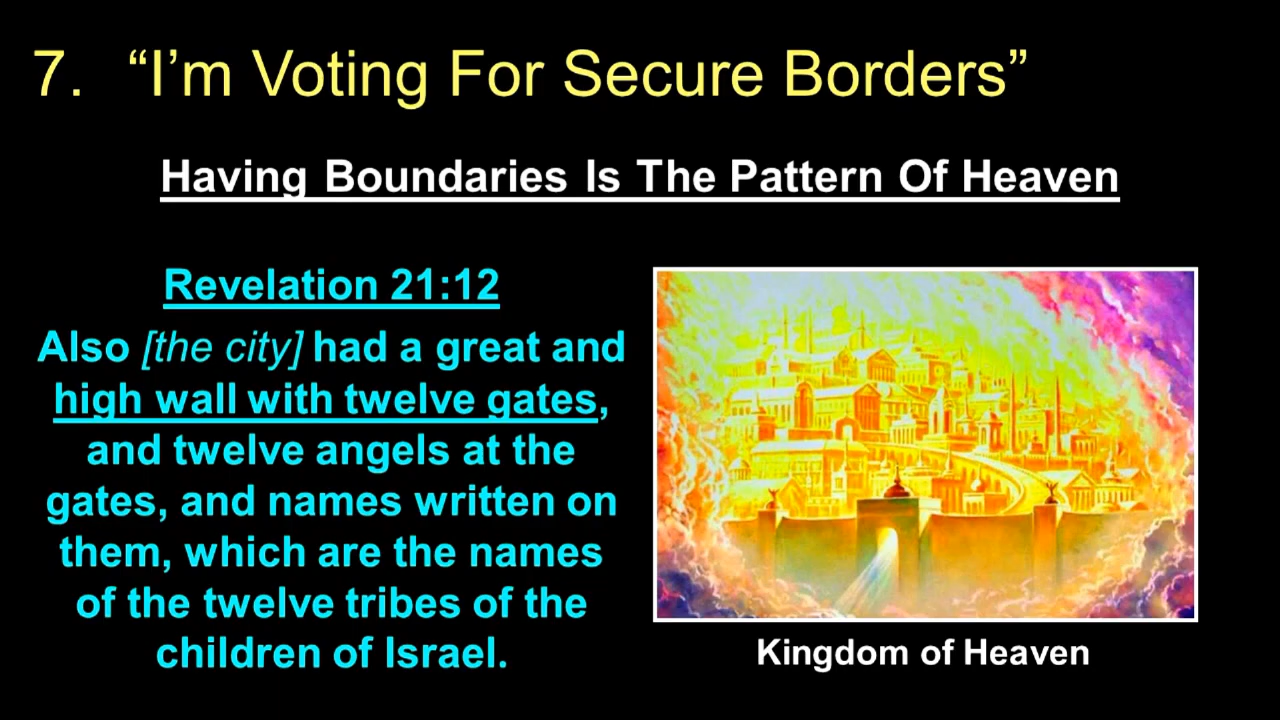 7. “I’m Voting For Secure Borders”
Having Boundaries Is The Pattern Of Heaven
Revelation 21:12
Also [the city] had a great and
high wall with twelve gates,
and twelve angels at the
gates, and names written on
them, which are the names
of the twelve tribes of the
children of Israel.
Kingdom of Heaven